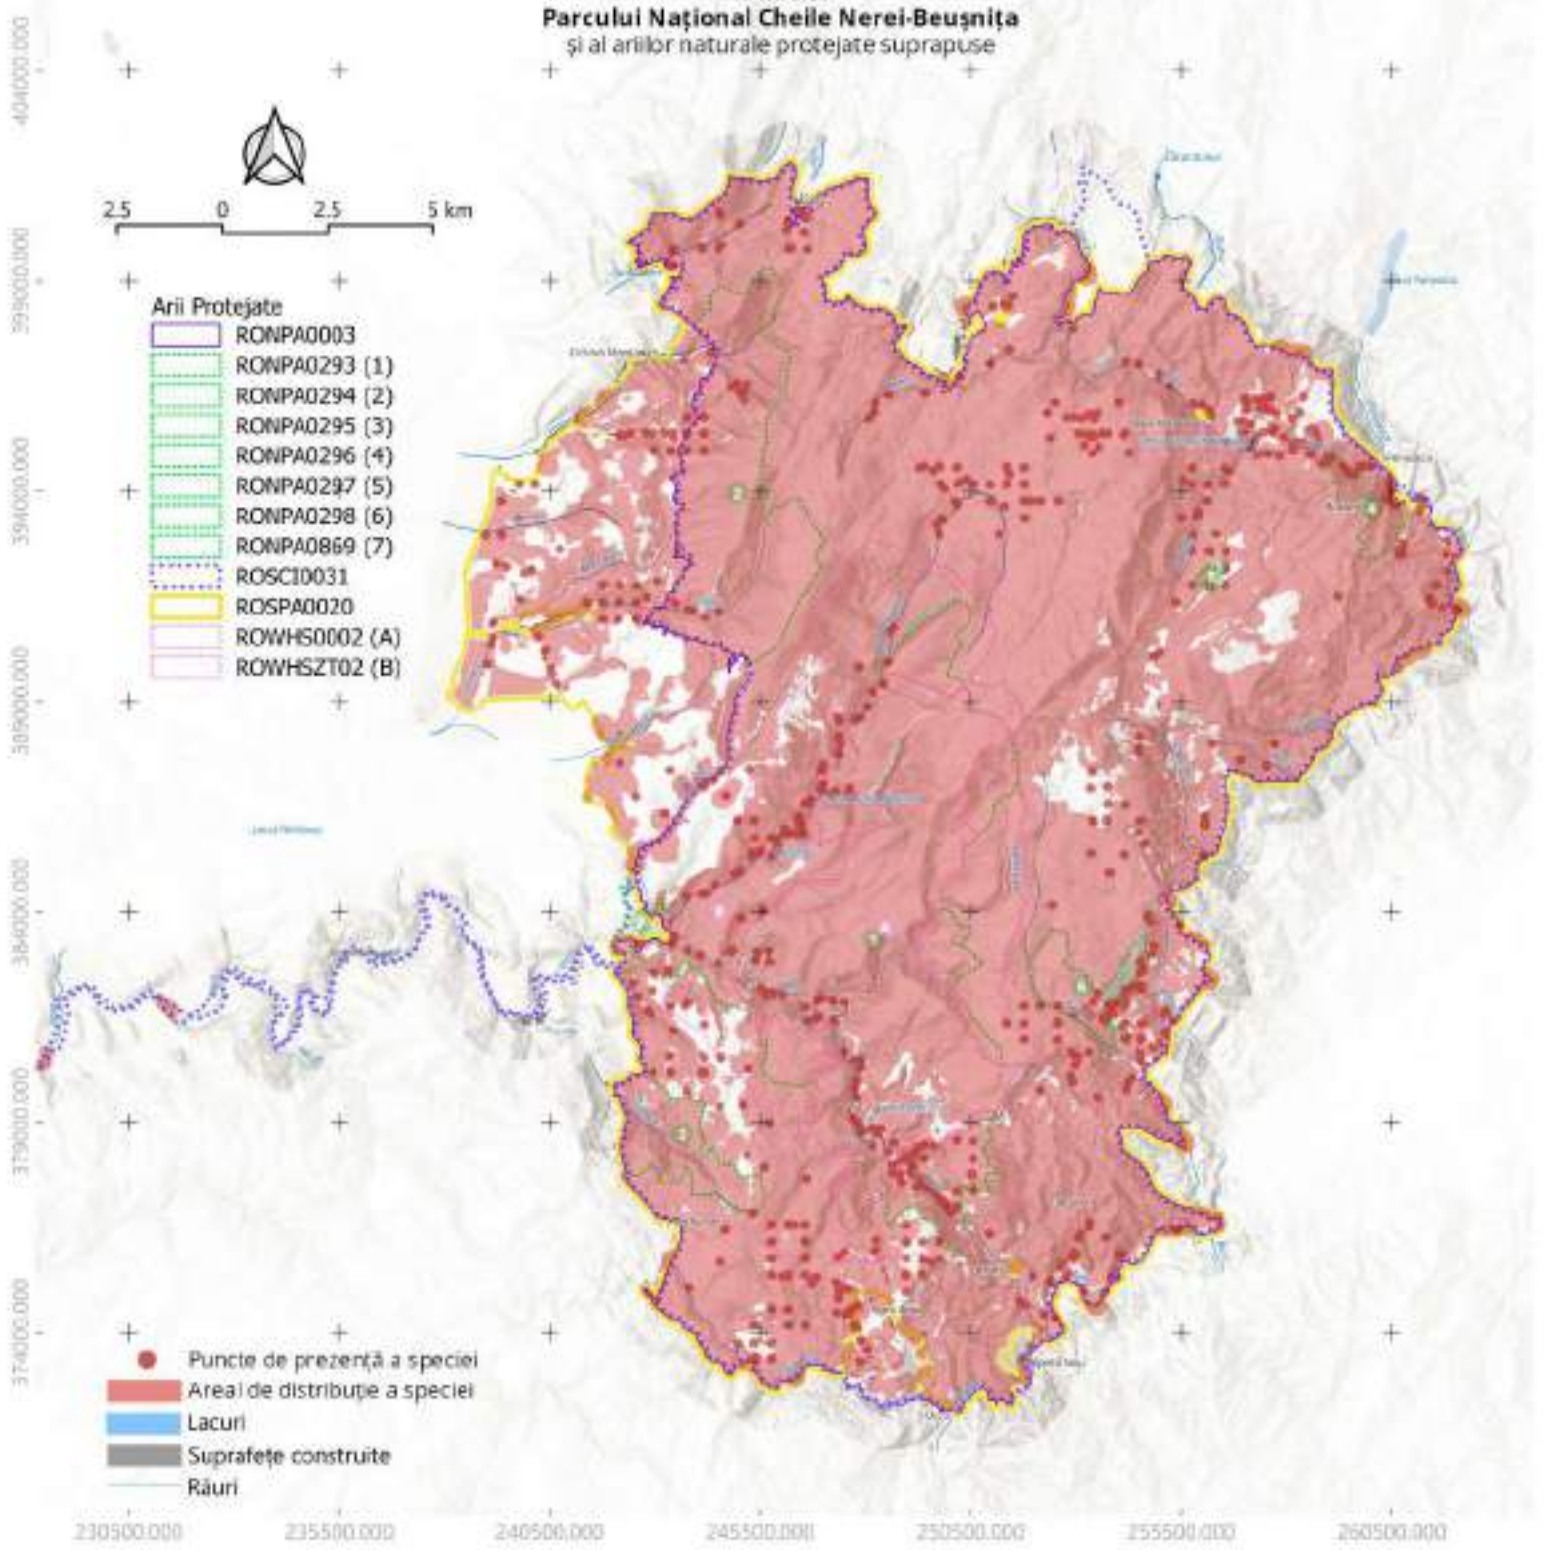 Parcului Național Cheile Nerei-Beușnița
și al ariilor naturale protejate suprapuse
404000.000
399000.000
394000.000
389000.000
384000.000
379000.000
374000.000
2.5 0 2.5 5 km
Arii Protejate
RONPA0003
RONPA0293 (1)
RONPA0294 (2)
RONPA0295 (3)
RONPA0296 (4)
RONPA0297 (5)
RONPA0298 (6)
RONPA0869 (7)
ROSCI0031
ROSPA0020
ROWHS0002 (A)
ROWHSZT02 (B)
Puncte de prezență a speciei
Areal de distribuție a speciei
Lacuri
Suprafețe construite
Râuri
230500.000 235500.000 240500.000 245500.000 250500.000 255500.000 260500.000